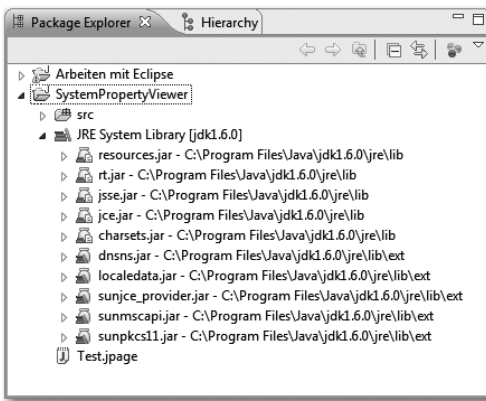 Package Explorer Hierarchy
Arbeiten mit Eclipse
SystemPropertyViewer
src
JRE System Library [jdk1.6.0]
resources.jar - C:\Program Files\Java\jdk1.6.0\jre\lib
rt.jar - C:\Program Files\Java\jdk1.6.0\jre\lib
jsse.jar - C:\Program Files\Java\jdk1.6.0\jre\lib
jce.jar - C:\Program Files\Java\jdk1.6.0\jre\lib
charsets.jar - C:\Program Files\Java\jdk1.6.0\jre\lib
dnsns.jar - C:\Program Files\Java\jdk1.6.0\jre\lib\ext
localedata.jar - C:\Program Files\Java\jdk1.6.0\jre\lib\ext
sunjce_provider.jar - C:\Program Files\Java\jdk1.6.0\jre\lib\ext
sunmscapi.jar - C:\Program Files\Java\jdk1.6.0\jre\lib\ext
sunpkcs11.jar - C:\Program Files\Java\jdk1.6.0\jre\lib\ext
Test.jpage